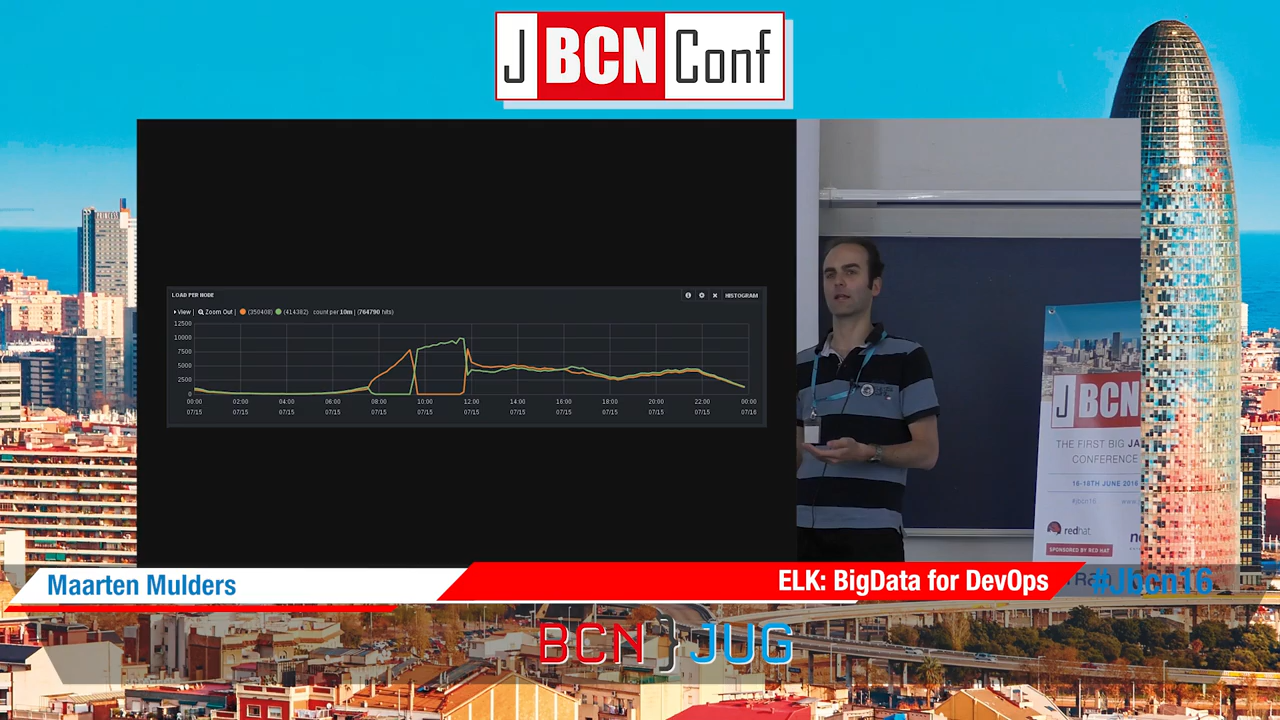 J BCN Conf
LOAD PER NODE
HISTOGRAM
View | Zoom Out | (350408) (414382) count per 10m | (764790 hits)
12500
10000
7500
5000
2500
0
00:00 02:00 04:00 06:00 08:00 10:00 12:00 14:00 16:00 18:00 20:00 22:00 00:00
07/15 07/15 07/15 07/15 07/15 07/15 07/15 07/15 07/15 07/15 07/15 07/15 07/16
J BCN
THE FIRST BIG JA
CONFERENCE
16-18TH JUNE 2016
#jbcn16
redhat
SPONSORED BY RED HAT
Maarten Mulders
ELK: BigData for DevOps
#Jbcn16
BCN JUG